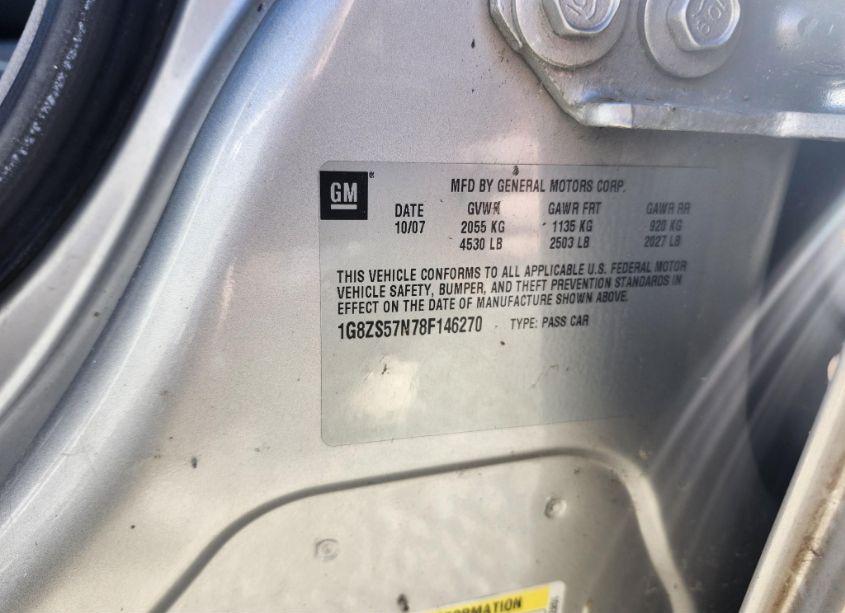 GM
MFD BY GENERAL MOTORS CORP.
DATE GVWR GAWR FRT GAWR RR
10/07 2055 KG 1135 KG 920 KG
4530 LB 2503 LB 2027 LB
THIS VEHICLE CONFORMS TO ALL APPLICABLE U.S. FEDERAL MOTOR
VEHICLE SAFETY, BUMPER, AND THEFT PREVENTION STANDARDS IN
EFFECT ON THE DATE OF MANUFACTURE SHOWN ABOVE.
1G8ZS57N78F146270 TYPE: PASS CAR
INFORMATION